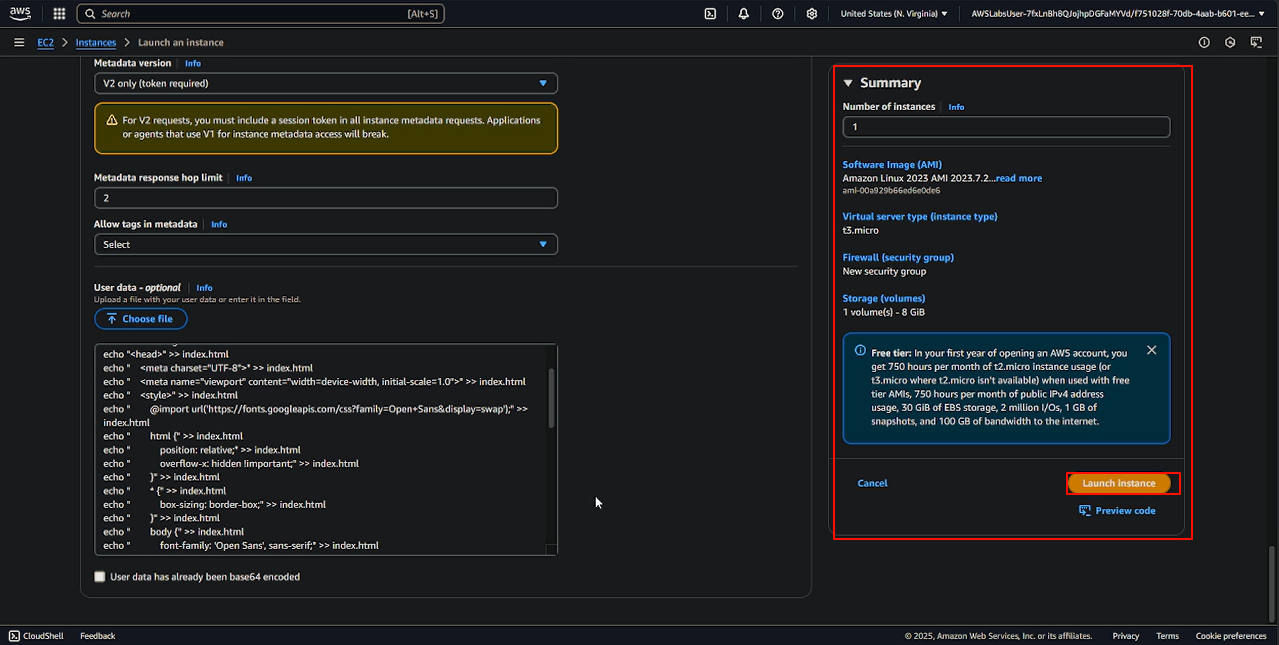 aws
Search
[Alt+S]
United States (N. Virginia)
AWSLabsUser-7fxLnBh8QJojhpDGFaMYVd/f751028f-70db-4aab-b601-ee...
EC2
Instances
Launch an instance
Metadata version
Info
V2 only (token required)
For V2 requests, you must include a session token in all instance metadata requests. Applications
or agents that use V1 for instance metadata access will break.
Metadata response hop limit
Info
2
Allow tags in metadata
Info
Select
User data - optional
Info
Upload a file with your user data or enter it in the field.
Choose file
echo "<head>" >> index.html
echo "    <meta charset="UTF-8">" >> index.html
echo "    <meta name="viewport" content="width=device-width, initial-scale=1.0">" >> index.html
echo "    <style>" >> index.html
echo "        @import url('https://fonts.googleapis.com/css?family=Open+Sans&display=swap');" >>
index.html
echo "        html {" >> index.html
echo "            position: relative;" >> index.html
echo "            overflow-x: hidden !important;" >> index.html
echo "        }" >> index.html
echo "        * {" >> index.html
echo "            box-sizing: border-box;" >> index.html
echo "        }" >> index.html
echo "        body {" >> index.html
echo "            font-family: 'Open Sans', sans-serif;" >> index.html
User data has already been base64 encoded
Summary
Number of instances
Info
1
Software Image (AMI)
Amazon Linux 2023 AMI 2023.7.2...read more
ami-00a929b66ed6e0de6
Virtual server type (instance type)
t3.micro
Firewall (security group)
New security group
Storage (volumes)
1 volume(s) - 8 GiB
Free tier: In your first year of opening an AWS account, you
get 750 hours per month of t2.micro instance usage (or
t3.micro where t2.micro isn't available) when used with free
tier AMIs, 750 hours per month of public IPv4 address
usage, 30 GiB of EBS storage, 2 million I/Os, 1 GB of
snapshots, and 100 GB of bandwidth to the internet.
Cancel
Launch instance
Preview code
CloudShell
Feedback
© 2025, Amazon Web Services, Inc. or its affiliates.
Privacy
Terms
Cookie preferences